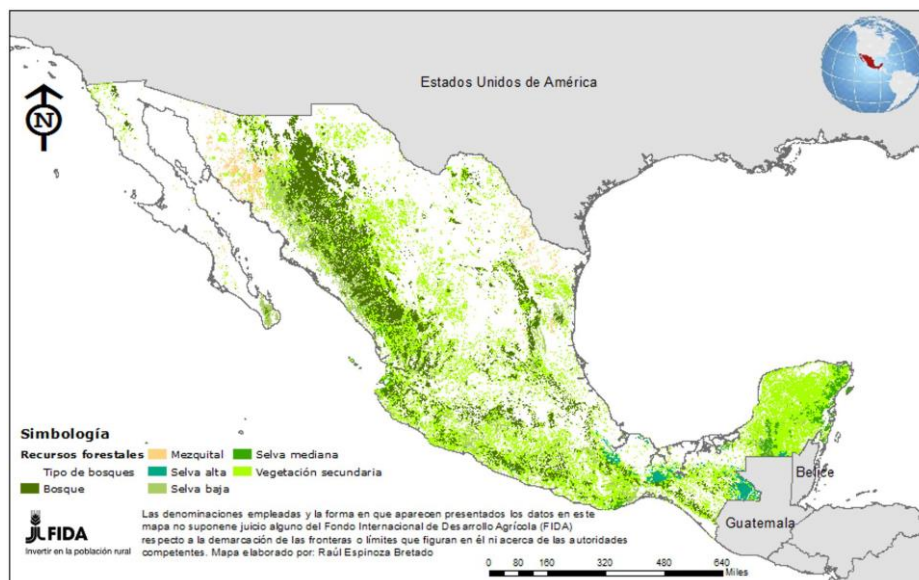 Estados Unidos de América
N
Belice
Guatemala
Simbología
Recursos forestales
Tipo de bosques
Bosque
Mezquital
Selva alta
Selva baja
Selva mediana
Vegetación secundaria
JLFIDA
Invertir en la población rural
Las denominaciones empleadas y la forma en que aparecen presentados los datos en este
mapa no suponene juicio alguno del Fondo Internacional de Desarrollo Agrícola (FIDA)
respecto a la demarcación de las fronteras o límites que figuran en él ni acerca de las autoridades
competentes. Mapa elaborado por: Raúl Espinoza Bretado
0 80 160 320 480 640
Miles